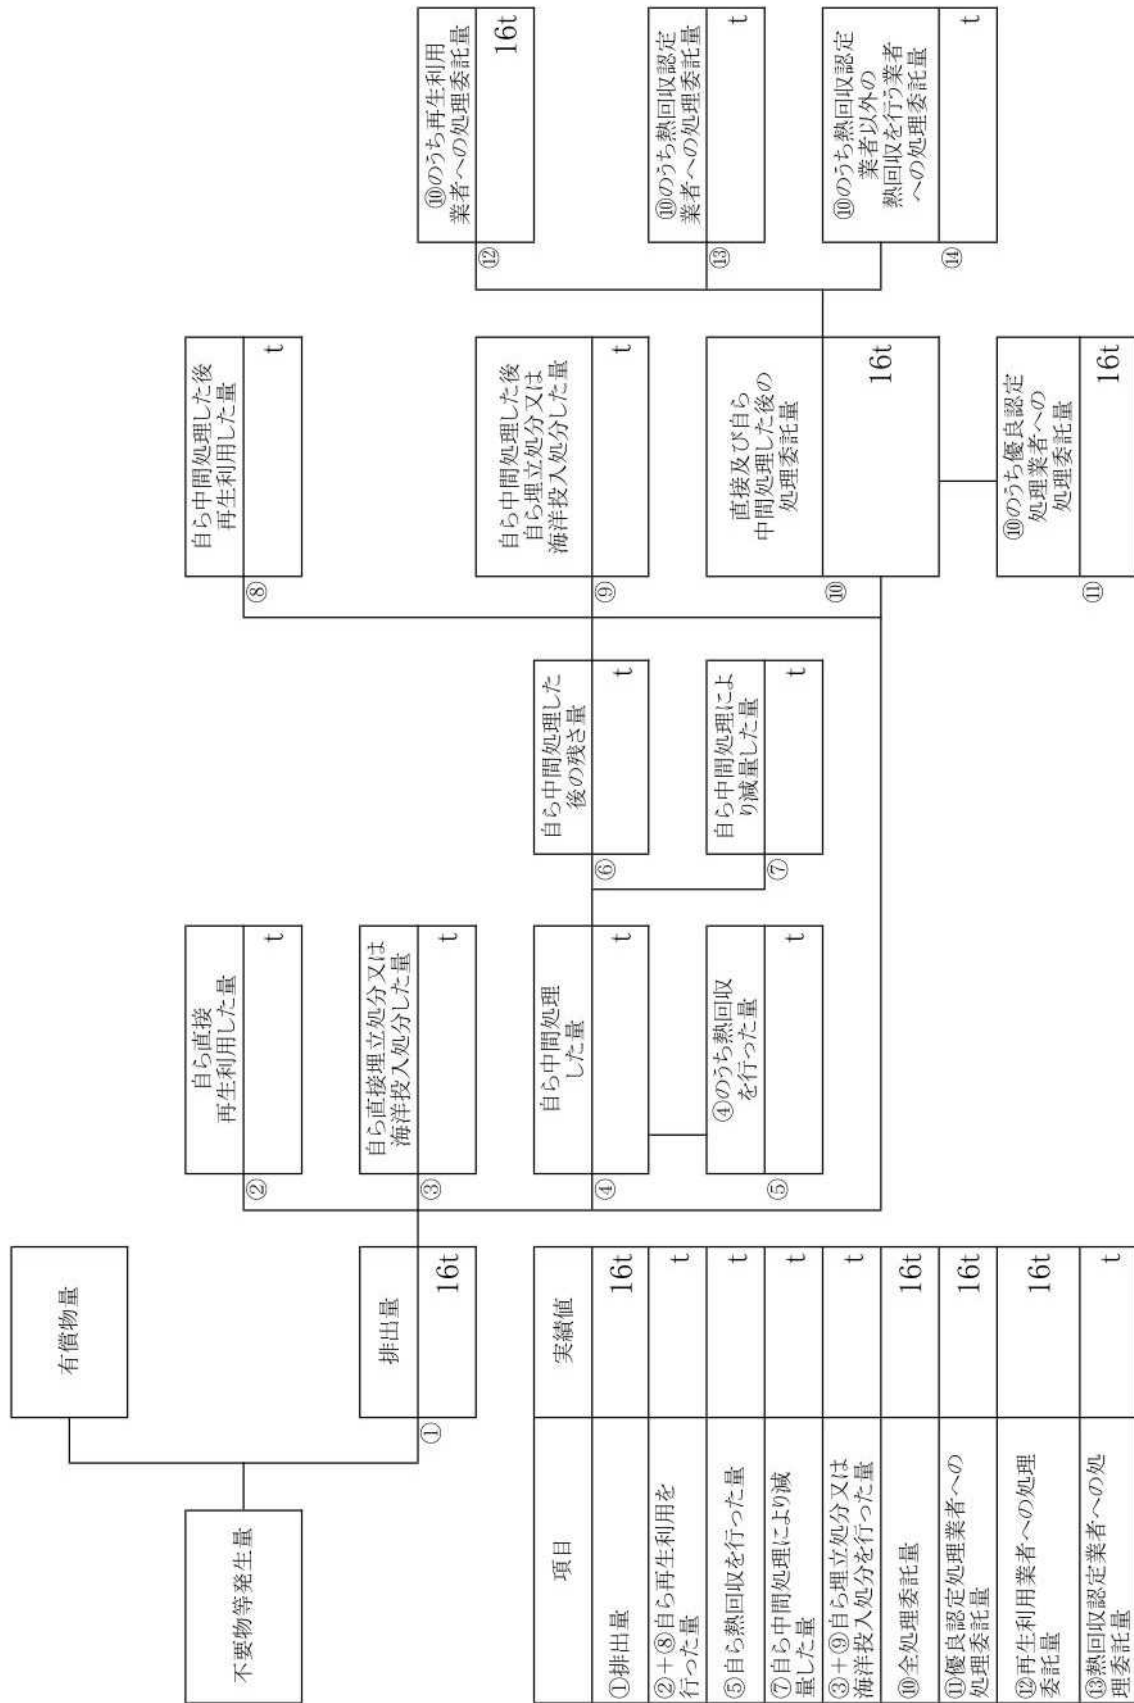 有償物量
不要物等発生量
排出量
①
16t
自ら直接
再生利用した量
②
t
自ら直接埋立処分又は
海洋投入処分した量
③
t
自ら中間処理
した量
④
t
④のうち熱回収
を行った量
⑤
t
自ら中間処理した
後の残さ量
⑥
t
自ら中間処理によ
り減量した量
⑦
t
自ら中間処理した後
再生利用した量
⑧
t
自ら中間処理した後
自ら埋立処分又は
海洋投入処分した量
⑨
t
直接及び自ら
中間処理した後の
処理委託量
⑩
16t
⑩のうち優良認定
処理業者への
処理委託量
⑪
16t
⑩のうち再生利用
業者への処理委託量
⑫
16t
⑩のうち熱回収認定
業者への処理委託量
⑬
t
⑩のうち熱回収認定
業者以外の
熱回収を行う業者
への処理委託量
⑭
t
項目 実績値
①排出量 16t
②+⑧自ら再生利用を
行った量 t
⑤自ら熱回収を行った量 t
⑦自ら中間処理により減
量した量 t
③+⑨自ら埋立処分又は
海洋投入処分を行った量 t
⑩全処理委託量 16t
⑪優良認定処理業者への
処理委託量 16t
⑫再生利用業者への処理
委託量 16t
⑬熱回収認定業者への処
理委託量 t